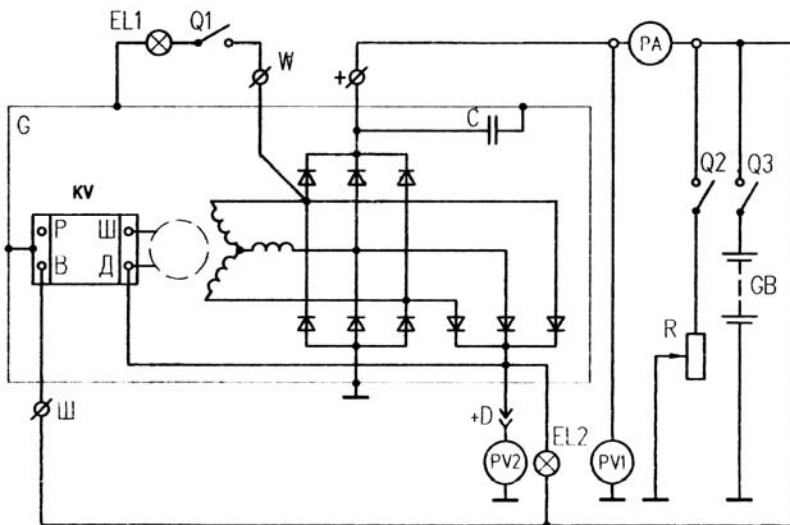 EL1 Q1
W
+
PA
G
C
Q2 Q3
KV
Р Ш
В Д
GB
R
Ш
+D
EL2
PV2
PV1